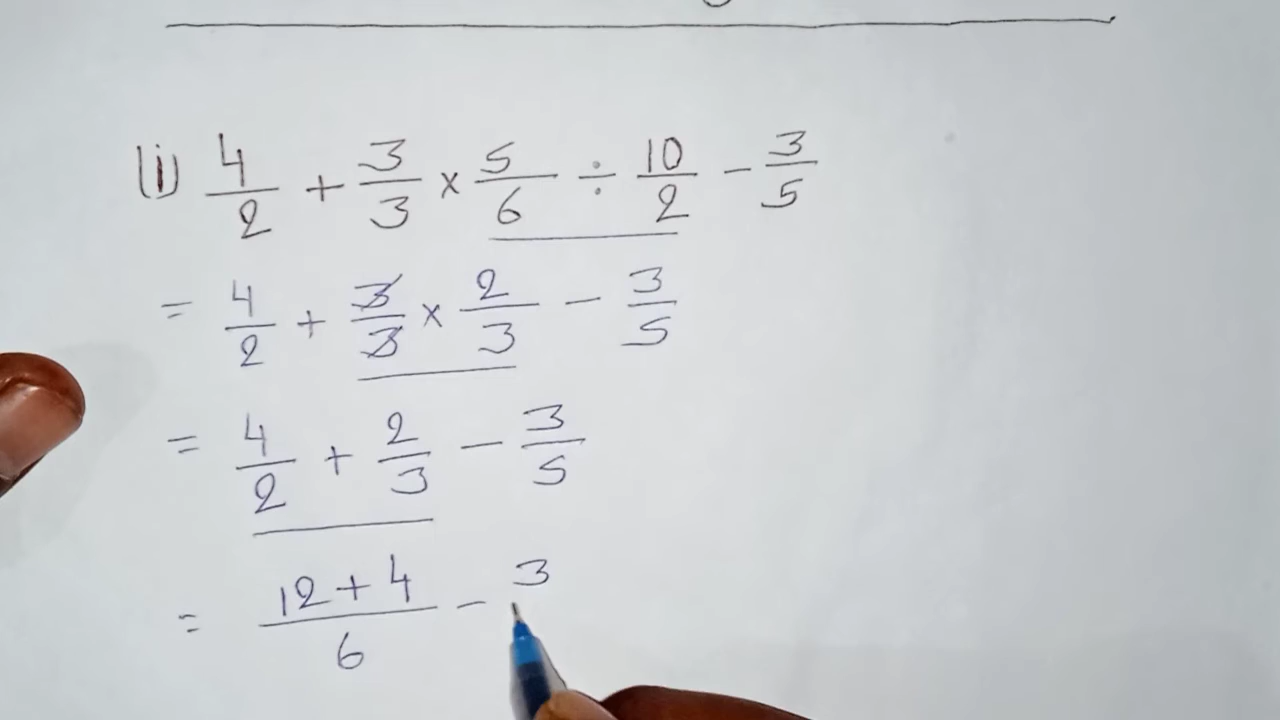 (i) 4/2 + 3/3 × 5/6 ÷ 10/2 - 3/5
= 4/2 + 3/3 × 2/3 - 3/5
= 4/2 + 2/3 - 3/5
= 12+4/6 - 3